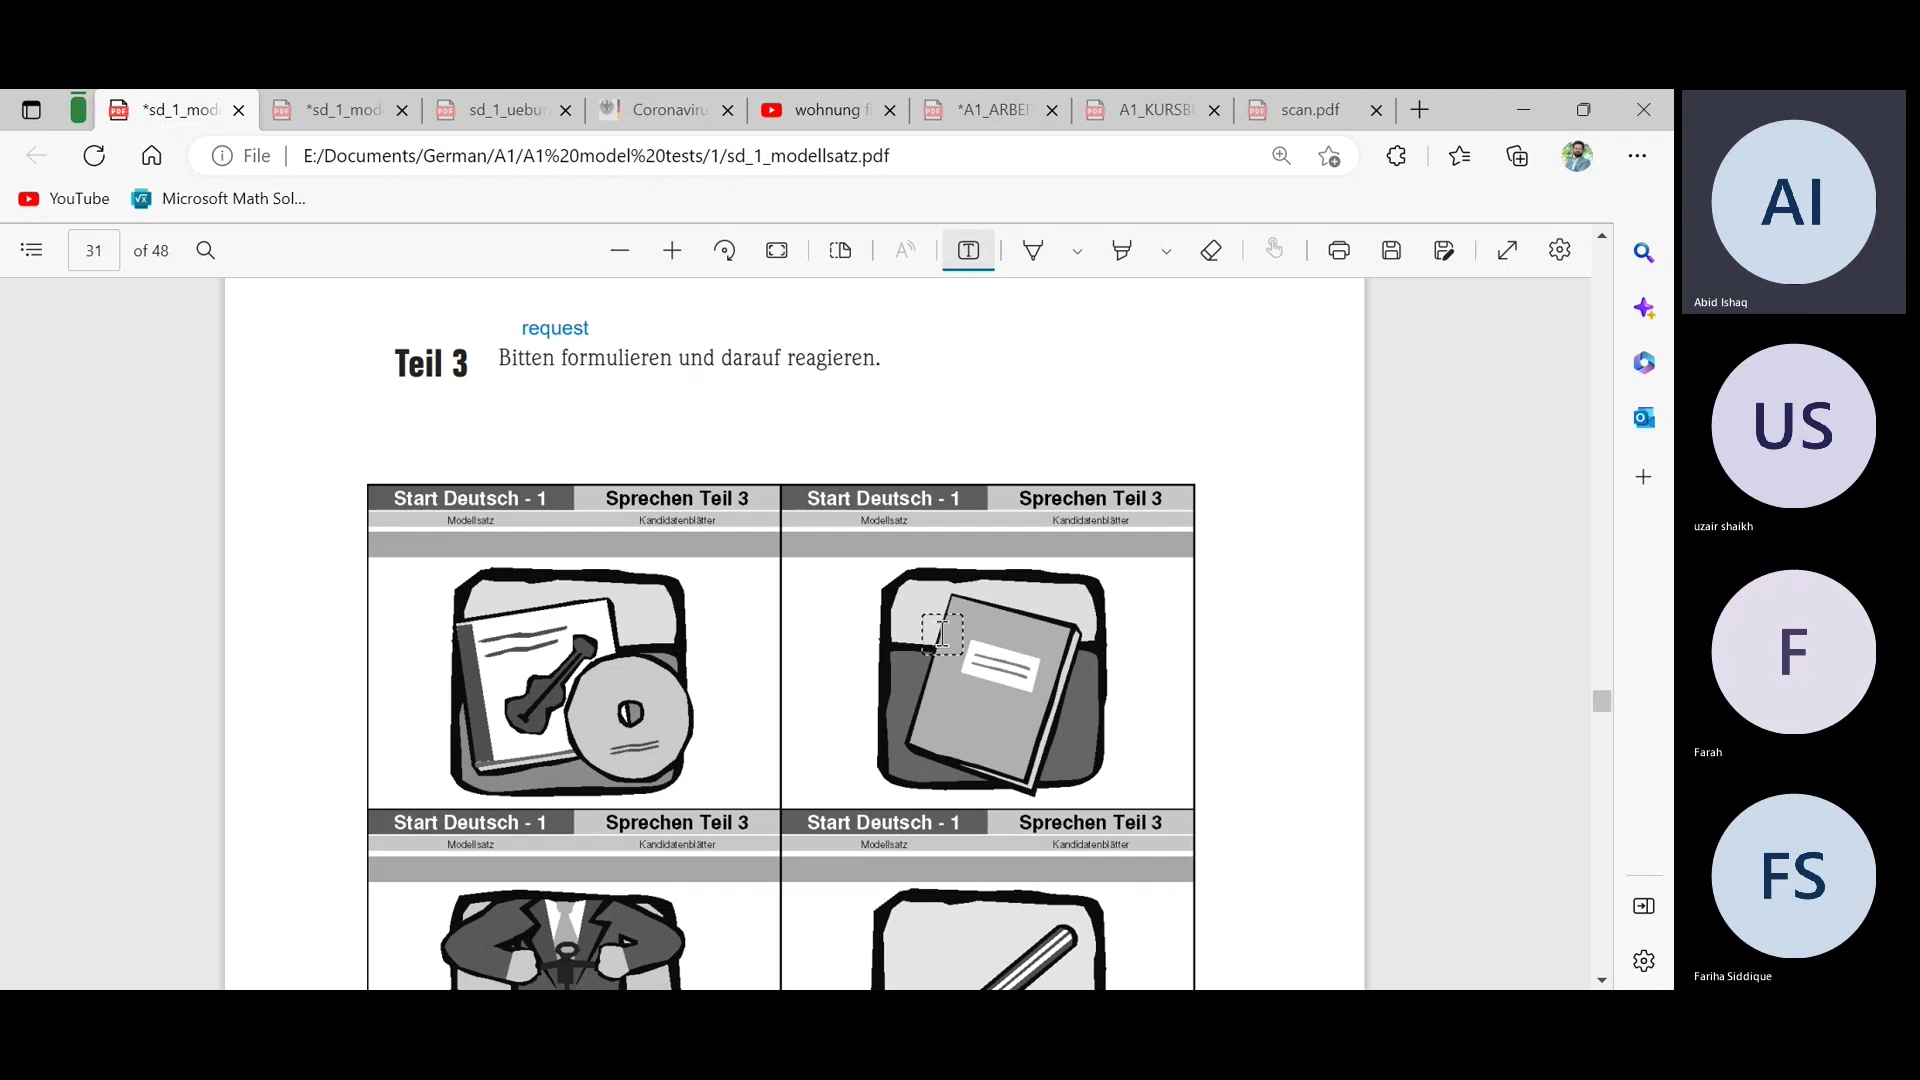 *sd_1_mod
*sd_1_mod
sd_1_uebun
Coronaviru
wohnung f
*A1_ARBEI
A1_KURSBU
scan.pdf
File
E:/Documents/German/A1/A1%20model%20tests/1/sd_1_modellsatz.pdf
YouTube
Microsoft Math Sol...
31 of 48
request
Teil 3 Bitten formulieren und darauf reagieren.
Start Deutsch - 1 Sprechen Teil 3
Modellsatz Kandidatenblätter
Start Deutsch - 1 Sprechen Teil 3
Modellsatz Kandidatenblätter
Start Deutsch - 1 Sprechen Teil 3
Modellsatz Kandidatenblätter
Start Deutsch - 1 Sprechen Teil 3
Modellsatz Kandidatenblätter
AI
Abid Ishaq
US
uzair shaikh
F
Farah
FS
Fariha Siddique